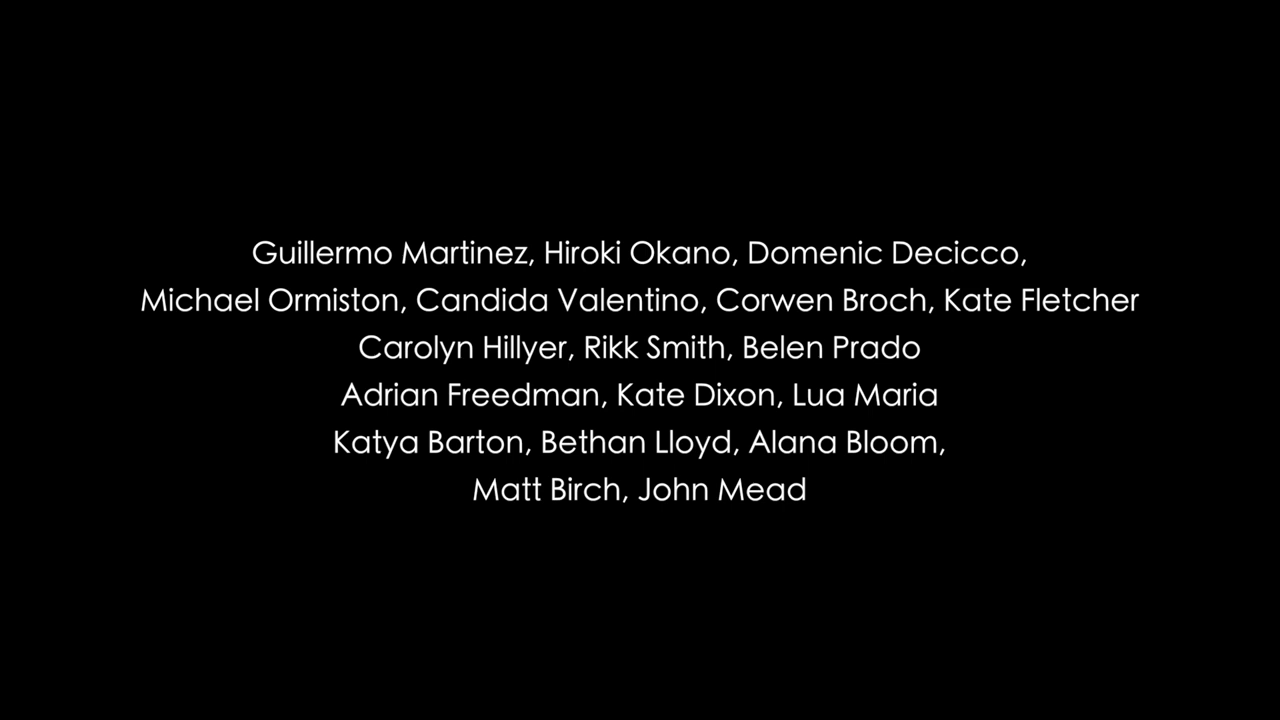 Guillermo Martinez, Hiroki Okano, Domenic Decicco,
Michael Ormiston, Candida Valentino, Corwen Broch, Kate Fletcher
Carolyn Hillyer, Rikk Smith, Belen Prado
Adrian Freedman, Kate Dixon, Lua Maria
Katya Barton, Bethan Lloyd, Alana Bloom,
Matt Birch, John Mead